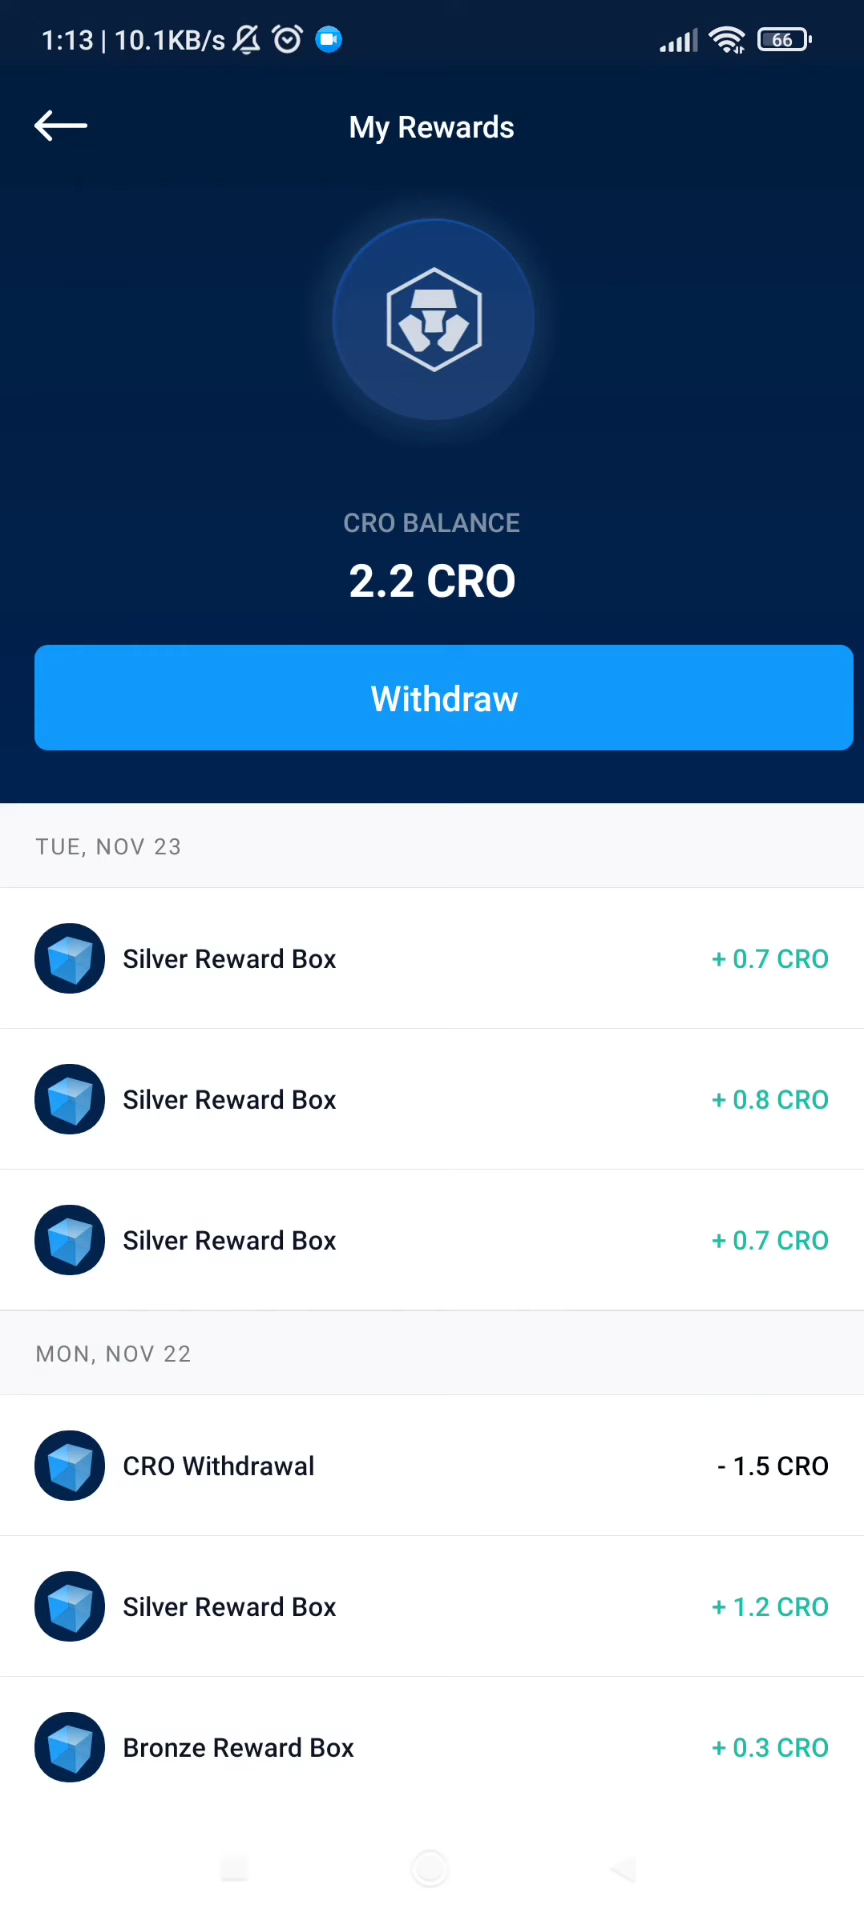 1:13 | 10.1KB/s 66
My Rewards
CRO BALANCE
2.2 CRO
Withdraw
TUE, NOV 23
Silver Reward Box + 0.7 CRO
Silver Reward Box + 0.8 CRO
Silver Reward Box + 0.7 CRO
MON, NOV 22
CRO Withdrawal - 1.5 CRO
Silver Reward Box + 1.2 CRO
Bronze Reward Box + 0.3 CRO